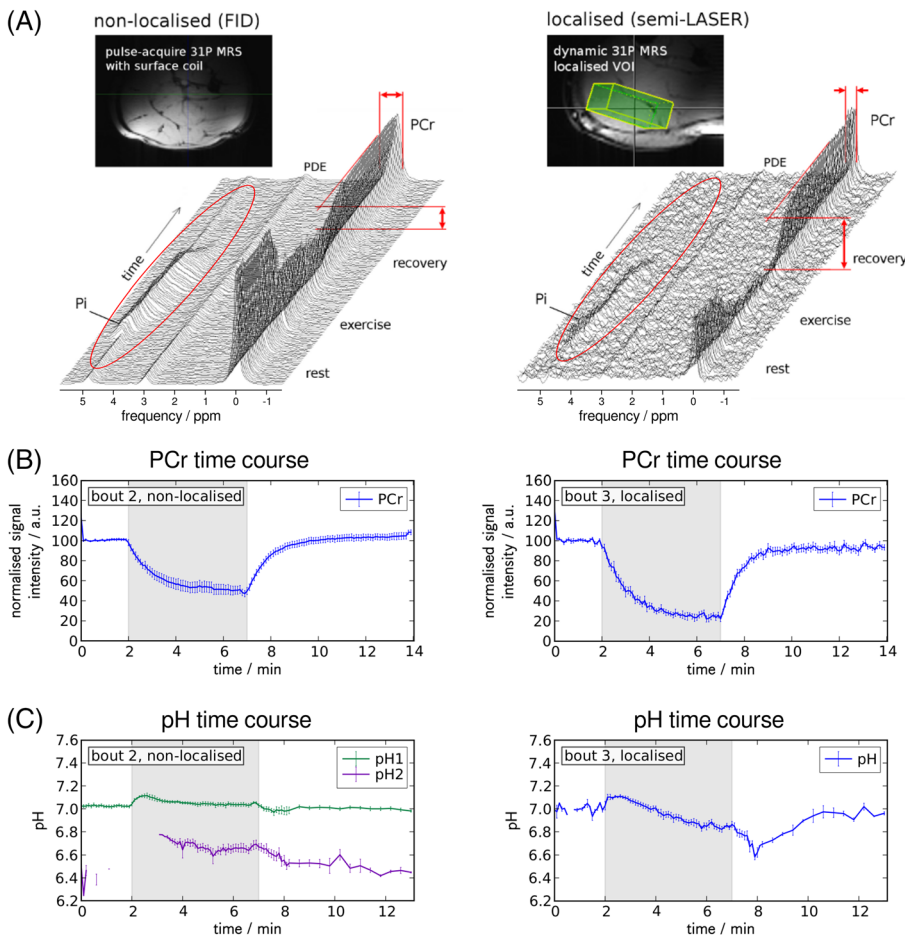 (A)
non-localised (FID)
pulse-acquire 31P MRS
with surface coil
PCr
PDE
time
Pi
recovery
exercise
rest
5 4 3 2 1 0 -1
frequency / ppm
localised (semi-LASER)
dynamic 31P MRS
localised VOI
PCr
PDE
time
Pi
recovery
exercise
rest
5 4 3 2 1 0 -1
frequency / ppm
(B)
PCr time course
bout 2, non-localised
PCr
normalised signal
intensity / a.u.
160
140
120
100
80
60
40
20
0
0 2 4 6 8 10 12 14
time / min
PCr time course
bout 3, localised
PCr
normalised signal
intensity / a.u.
160
140
120
100
80
60
40
20
0
0 2 4 6 8 10 12 14
time / min
(C)
pH time course
bout 2, non-localised
pH1
pH2
pH
7.6
7.4
7.2
7.0
6.8
6.6
6.4
6.2
0 2 4 6 8 10 12
time / min
pH time course
bout 3, localised
pH
pH
7.6
7.4
7.2
7.0
6.8
6.6
6.4
6.2
0 2 4 6 8 10 12
time / min